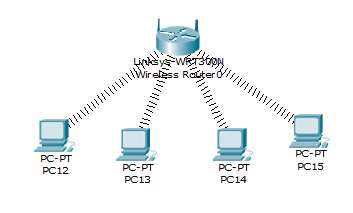 Linksys-WRT300N
Wireless Router0
PC-PT
PC12
PC-PT
PC13
PC-PT
PC14
PC-PT
PC15